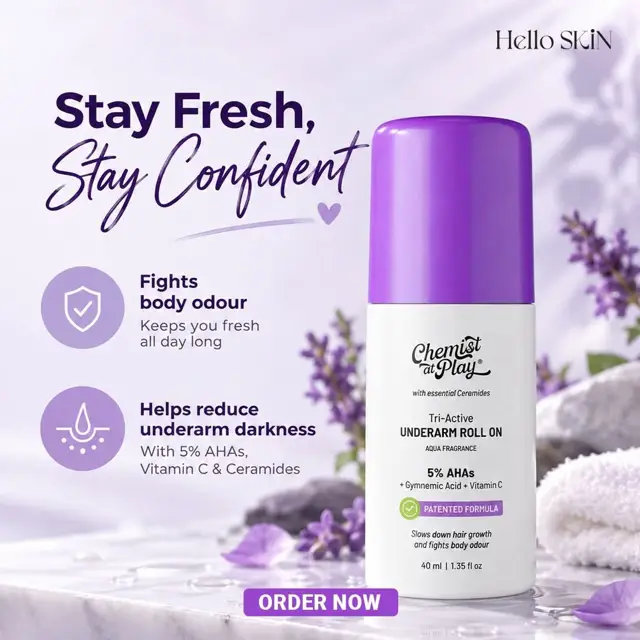 Hello SKiN
Stay Fresh,
Stay Confident
Fights
body odour
Keeps you fresh
all day long
Helps reduce
underarm darkness
With 5% AHAs,
Vitamin C & Ceramides
Chemist
at Play®
with essential Ceramides
Tri-Active
UNDERARM ROLL ON
AQUA FRAGRANCE
5% AHAs
+ Gymnemic Acid + Vitamin C
PATENTED FORMULA
Slows down hair growth
and fights body odour
40 ml | 1.35 fl oz
ORDER NOW